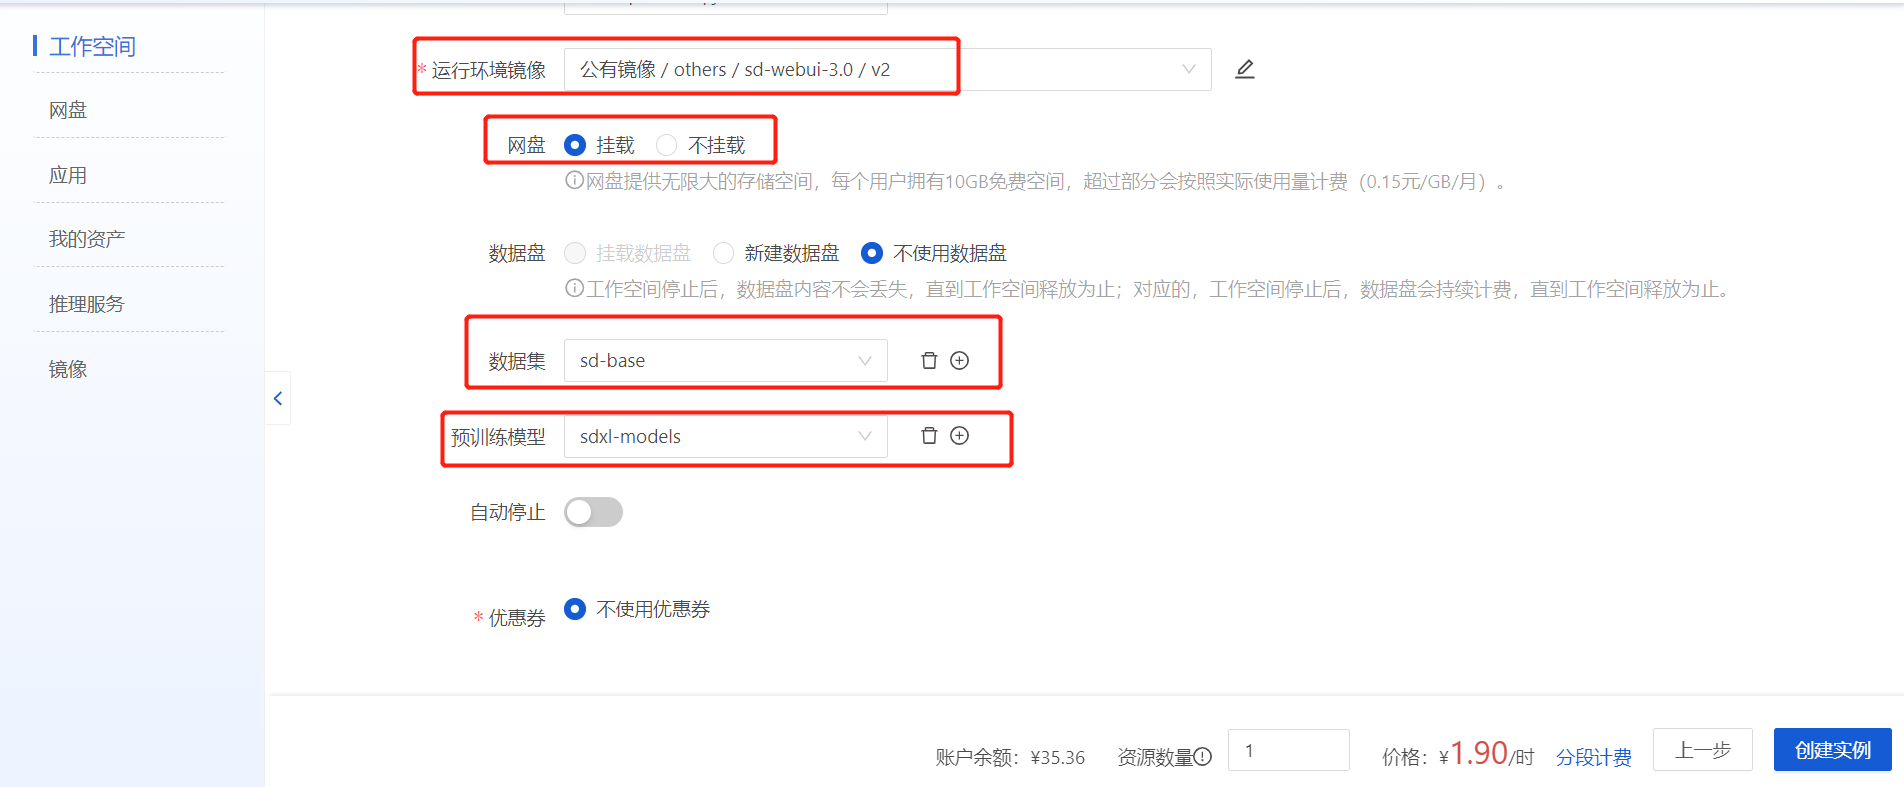 工作空间
网盘
应用
我的资产
推理服务
镜像
* 运行环境镜像 公有镜像 / others / sd-webui-3.0 / v2
网盘 挂载 不挂载
网盘提供无限大的存储空间，每个用户拥有10GB免费空间，超过部分会按照实际使用量计费（0.15元/GB/月）。
数据盘 挂载数据盘 新建数据盘 不使用数据盘
工作空间停止后，数据盘内容不会丢失，直到工作空间释放为止；对应的，工作空间停止后，数据盘会持续计费，直到工作空间释放为止。
数据集 sd-base
预训练模型 sdxl-models
自动停止
* 优惠券 不使用优惠券
账户余额：¥35.36 资源数量 1 价格：¥1.90/时 分段计费 上一步 创建实例